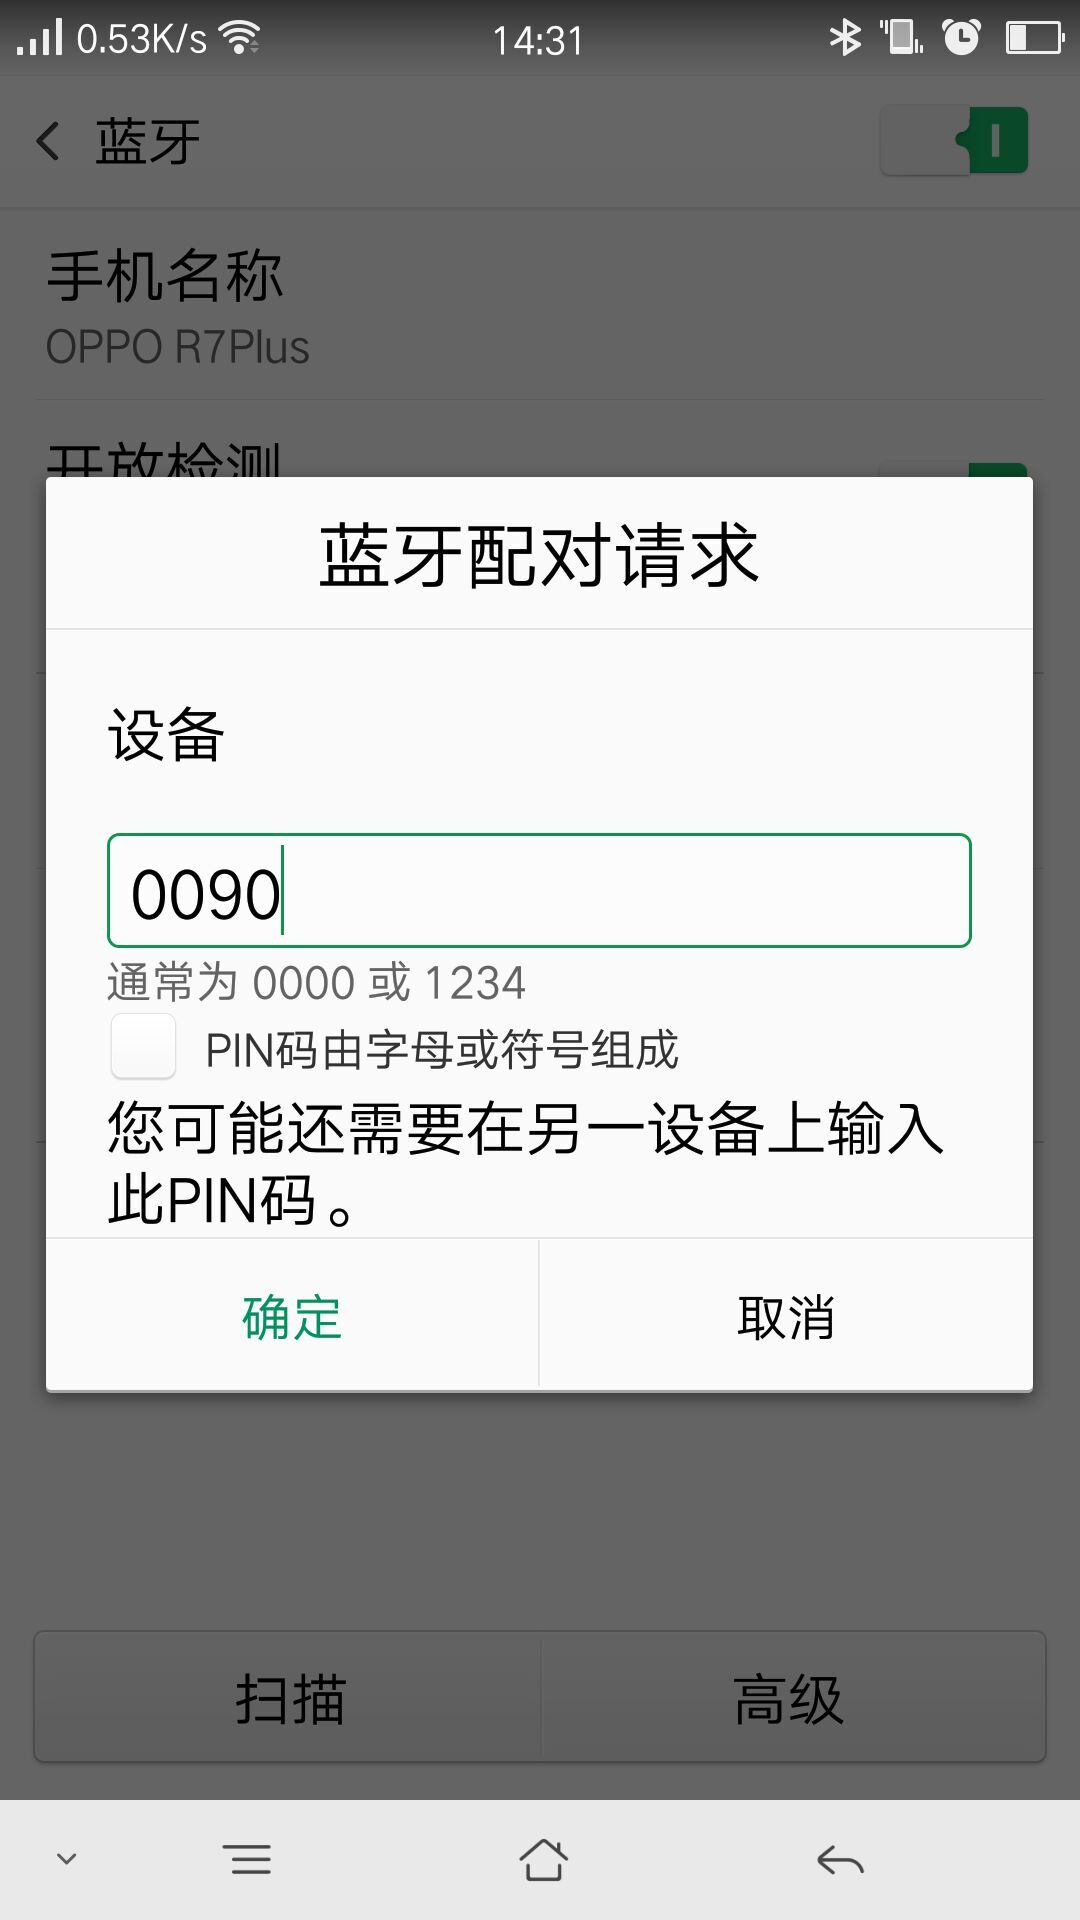 0.53K/s
14:31
蓝牙
手机名称
OPPO R7Plus
开放检测
蓝牙配对请求
设备
0090
通常为 0000 或 1234
PIN码由字母或符号组成
您可能还需要在另一设备上输入
此PIN码。
确定
取消
扫描
高级